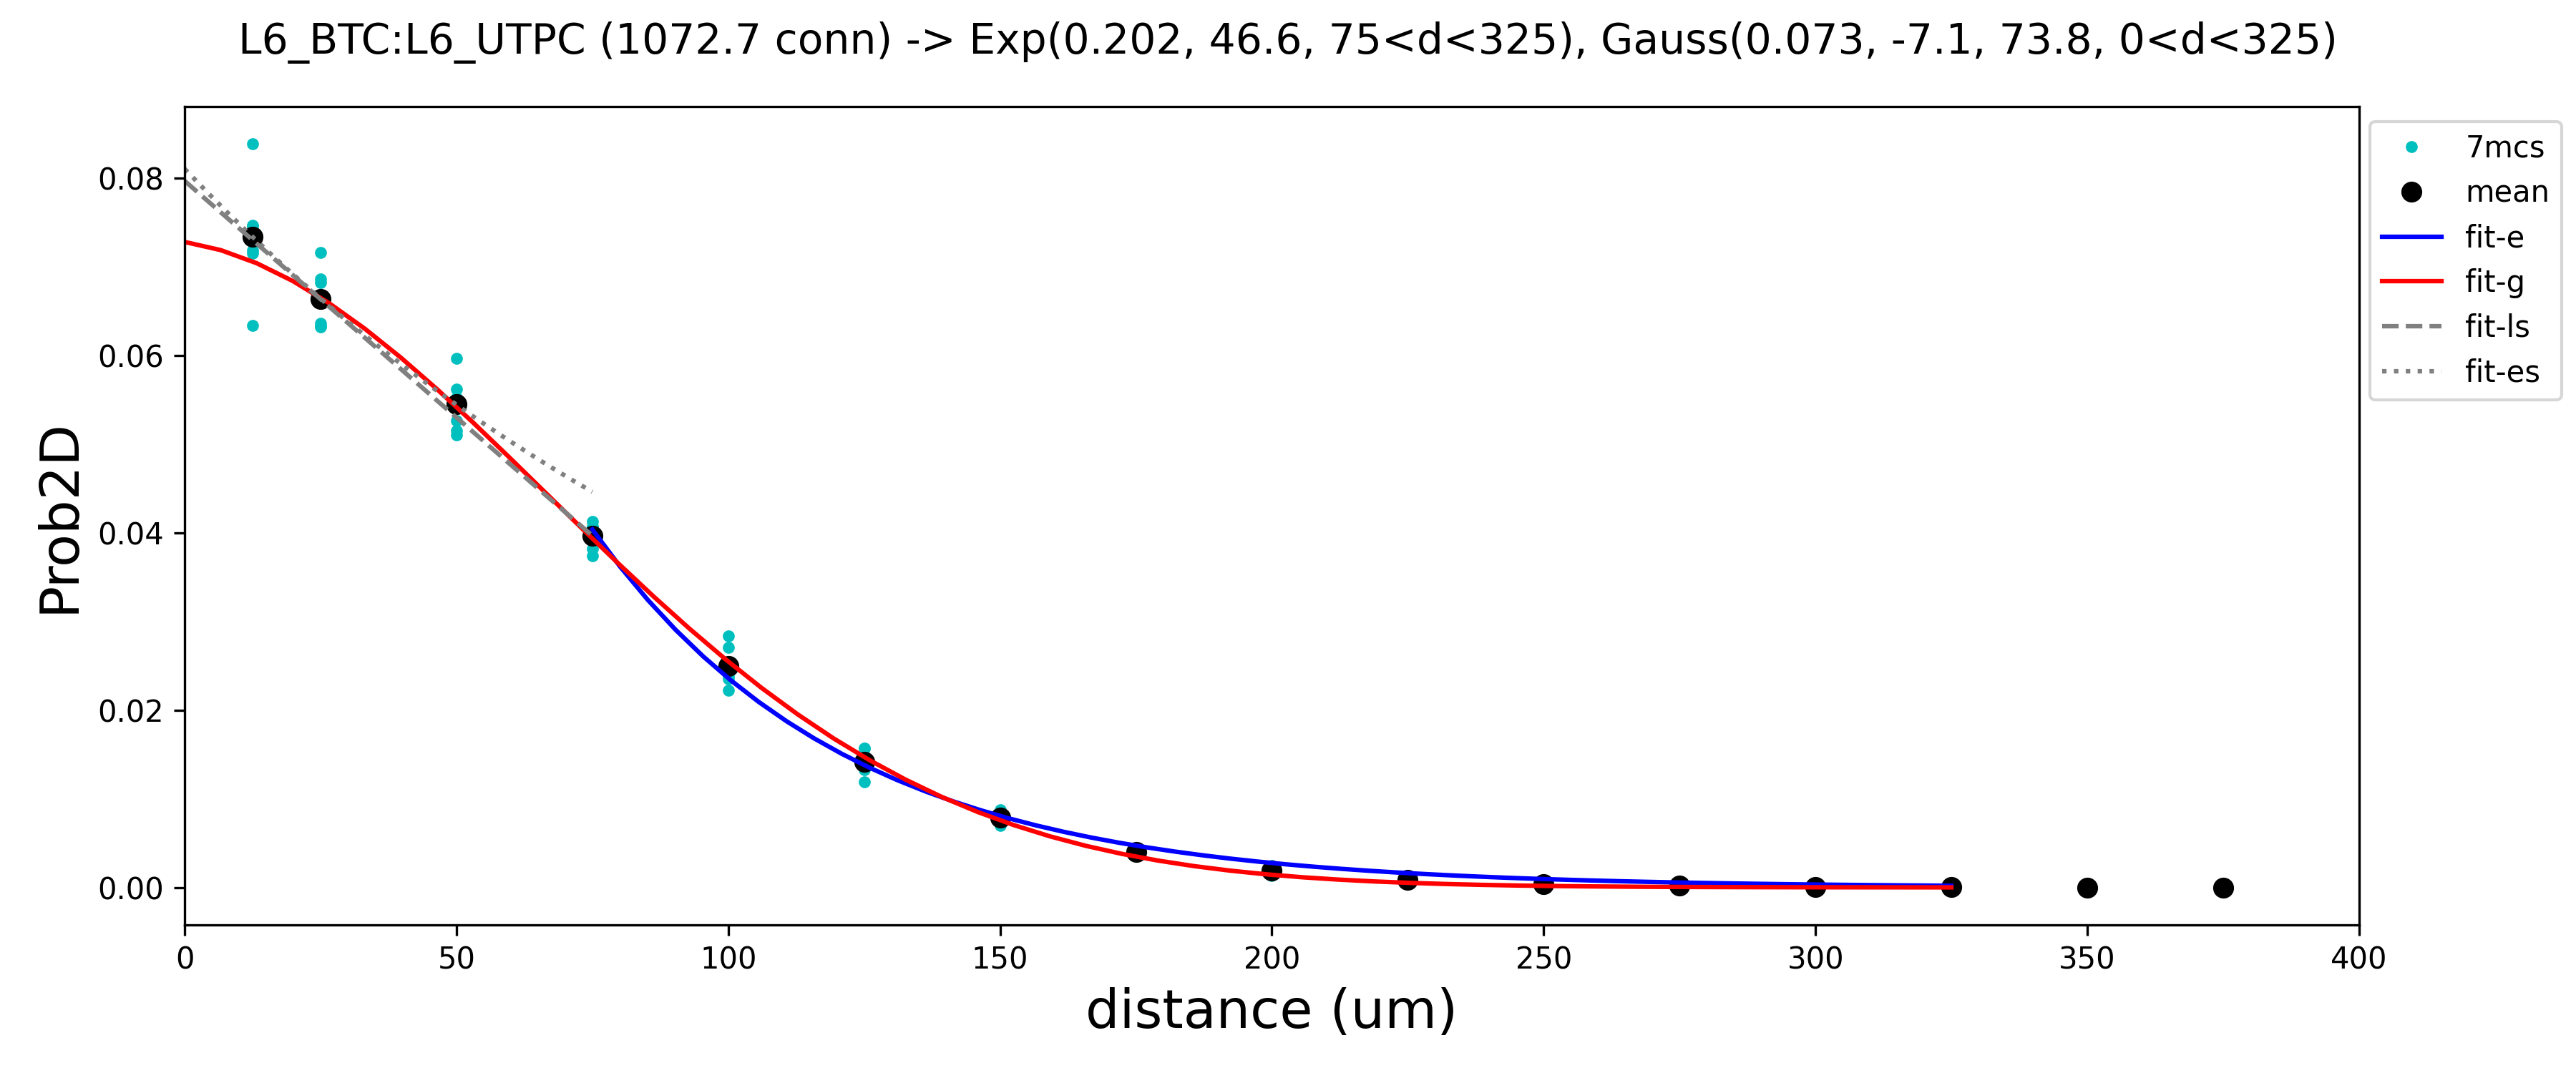 L6_BTC:L6_UTPC (1072.7 conn) -> Exp(0.202, 46.6, 75<d<325), Gauss(0.073, -7.1, 73.8, 0<d<325)
7mcs
mean
fit-e
fit-g
fit-ls
fit-es
Prob2D
0.08
0.06
0.04
0.02
0.00
0 50 100 150 200 250 300 350 400
distance (um)